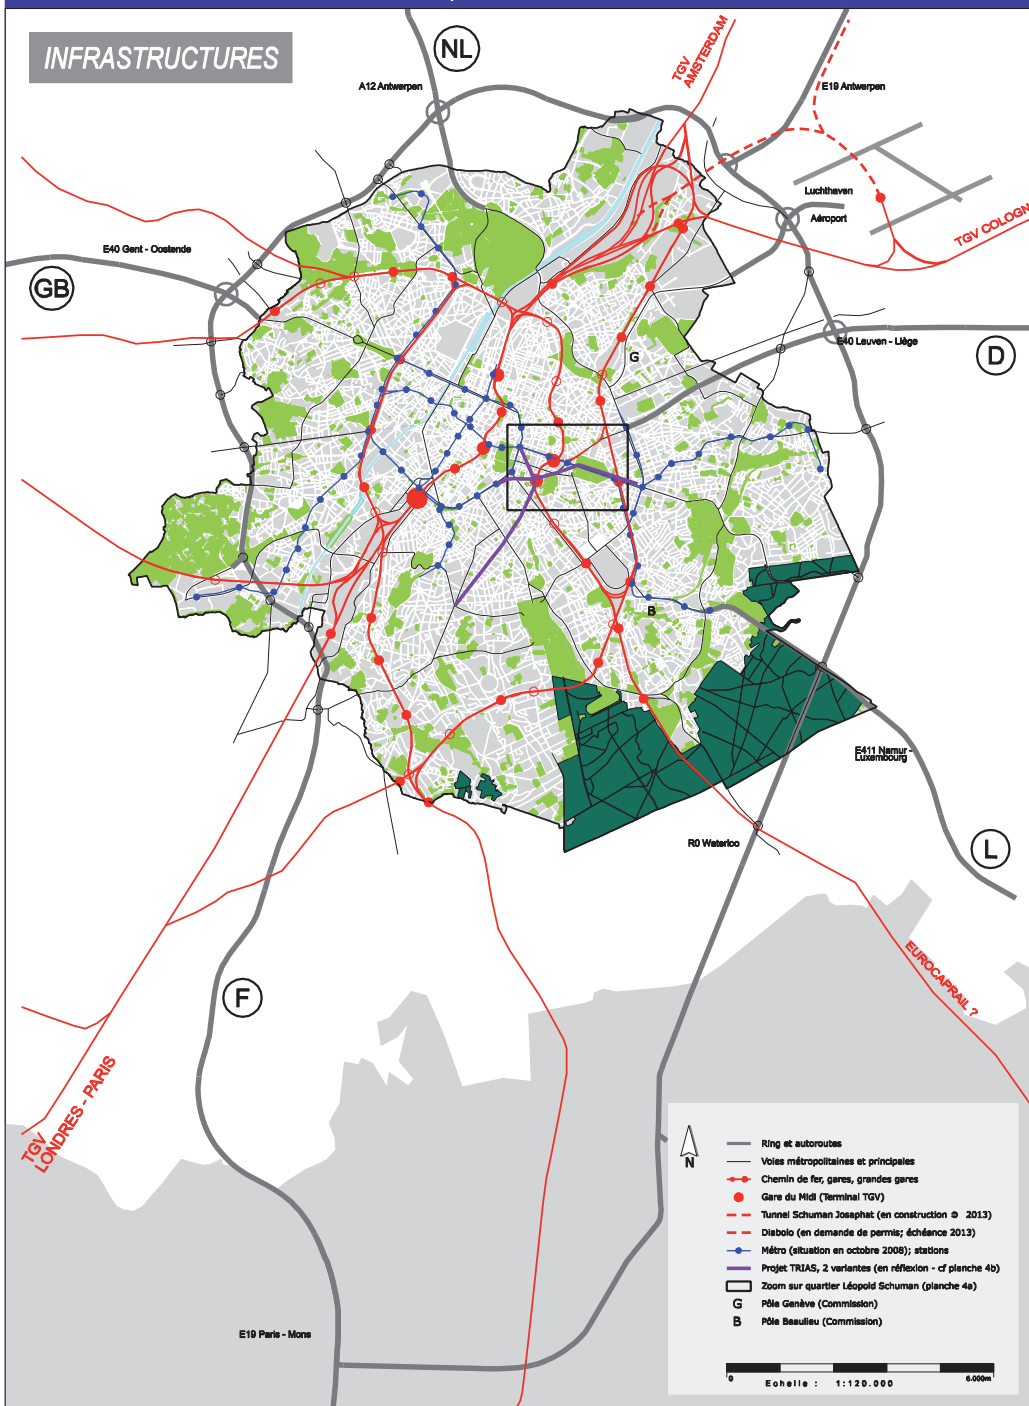 INFRASTRUCTURES
NL
TGV
AMSTERDAM
A12 Antwerpen
E19 Antwerpen
Luchthaven
Aéroport
TGV COLOGN
E40 Gent - Oostende
GB
E40 Leuven - Liège
D
G
B
E411 Namur -
Luxembourg
R0 Waterloo
L
EUROCAPRAIL ?
F
TGV
LONDRES - PARIS
E19 Paris - Mons
N
Ring et autoroutes
Voies métropolitaines et principales
Chemin de fer, gares, grandes gares
Gare du Midi (Terminal TGV)
Tunnel Schuman Josaphat (en construction 2013)
Diabolo (en demande de permis; échéance 2013)
Métro (situation en octobre 2008); stations
Projet TRIAS, 2 variantes (en réflexion - cf planche 4b)
Zoom sur quartier Léopold Schuman (planche 4a)
G Pôle Genève (Commission)
B Pôle Beaulieu (Commission)
0 6.000m
Echelle : 1:120.000